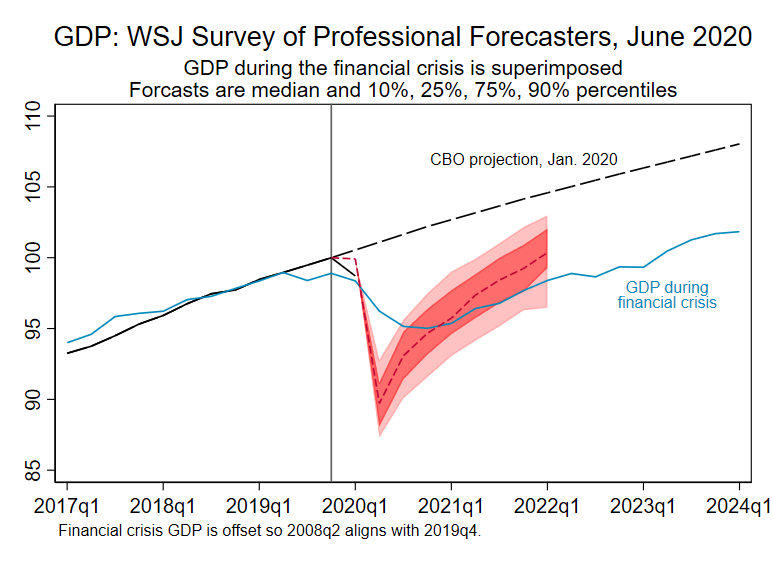 GDP: WSJ Survey of Professional Forecasters, June 2020
GDP during the financial crisis is superimposed
Forcasts are median and 10%, 25%, 75%, 90% percentiles
110
105
100
95
90
85
CBO projection, Jan. 2020
GDP during
financial crisis
2017q1 2018q1 2019q1 2020q1 2021q1 2022q1 2023q1 2024q1
Financial crisis GDP is offset so 2008q2 aligns with 2019q4.